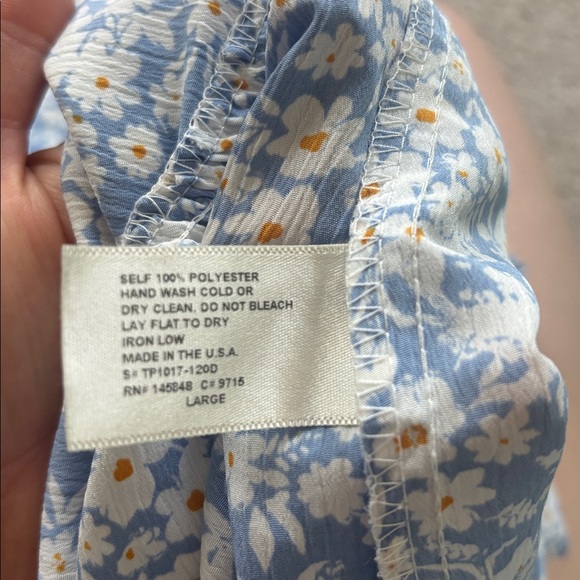 SELF 100% POLYESTER
HAND WASH COLD OR
DRY CLEAN. DO NOT BLEACH
LAY FLAT TO DRY
IRON LOW
MADE IN THE U.S.A.
S# TP1017-120D
RN# 145848 C# 9715
LARGE